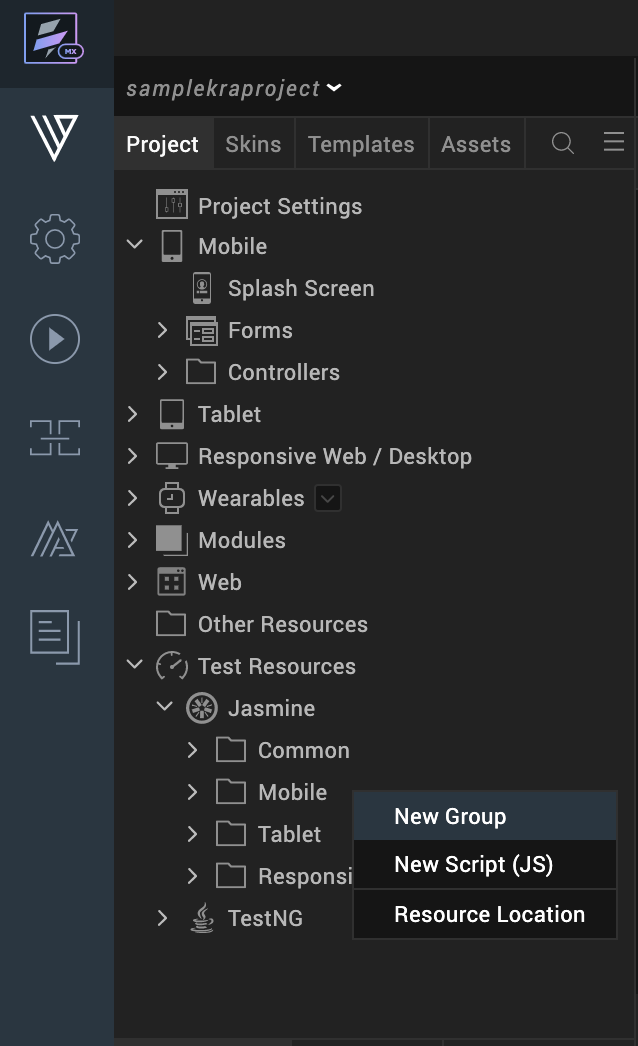 MX
samplekraproject
Project Skins Templates Assets
Project Settings
Mobile
Splash Screen
Forms
Controllers
Tablet
Responsive Web / Desktop
Wearables
Modules
Web
Other Resources
Test Resources
Jasmine
Common
Mobile
Tablet
Responsi
TestNG
New Group
New Script (JS)
Resource Location